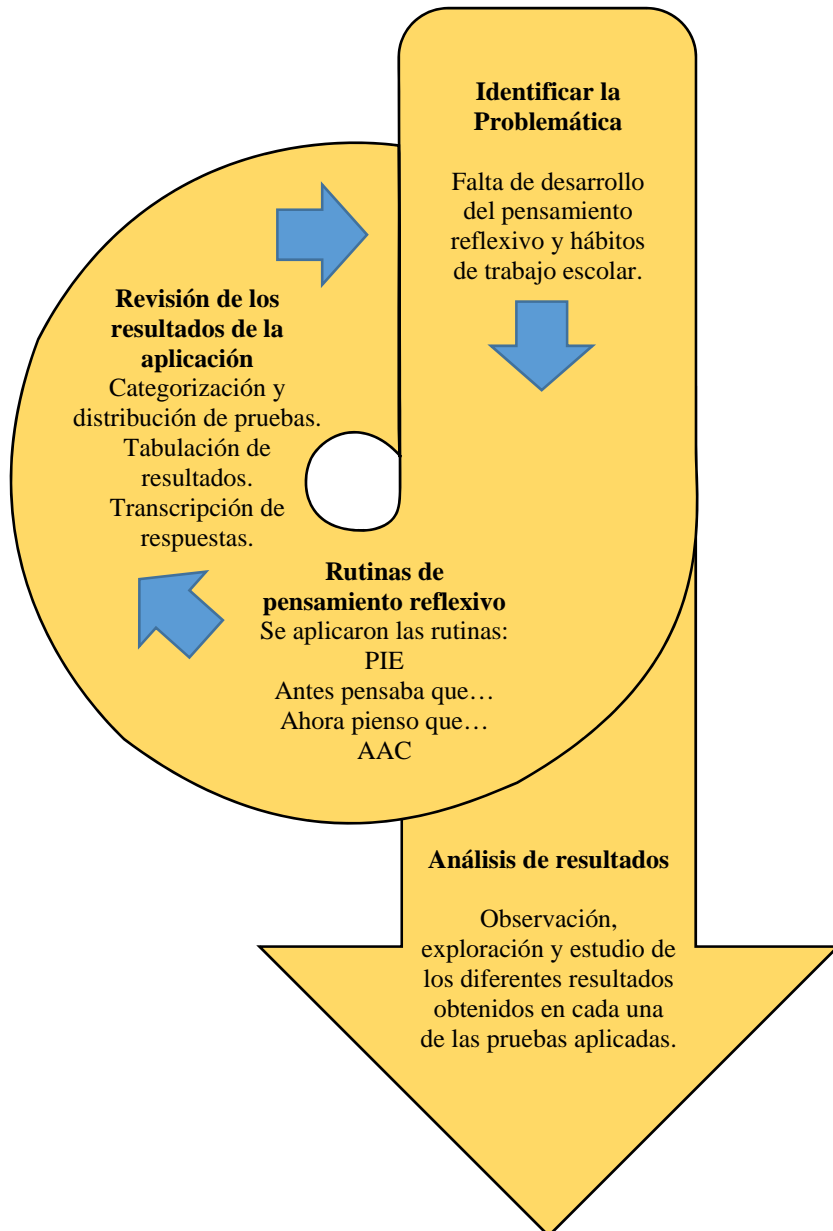 Identificar la
Problemática
Falta de desarrollo
del pensamiento
reflexivo y hábitos
de trabajo escolar.
Revisión de los
resultados de la
aplicación
Categorización y
distribución de pruebas.
Tabulación de
resultados.
Transcripción de
respuestas.
Rutinas de
pensamiento reflexivo
Se aplicaron las rutinas:
PIE
Antes pensaba que…
Ahora pienso que…
AAC
Análisis de resultados
Observación,
exploración y estudio de
los diferentes resultados
obtenidos en cada una
de las pruebas aplicadas.